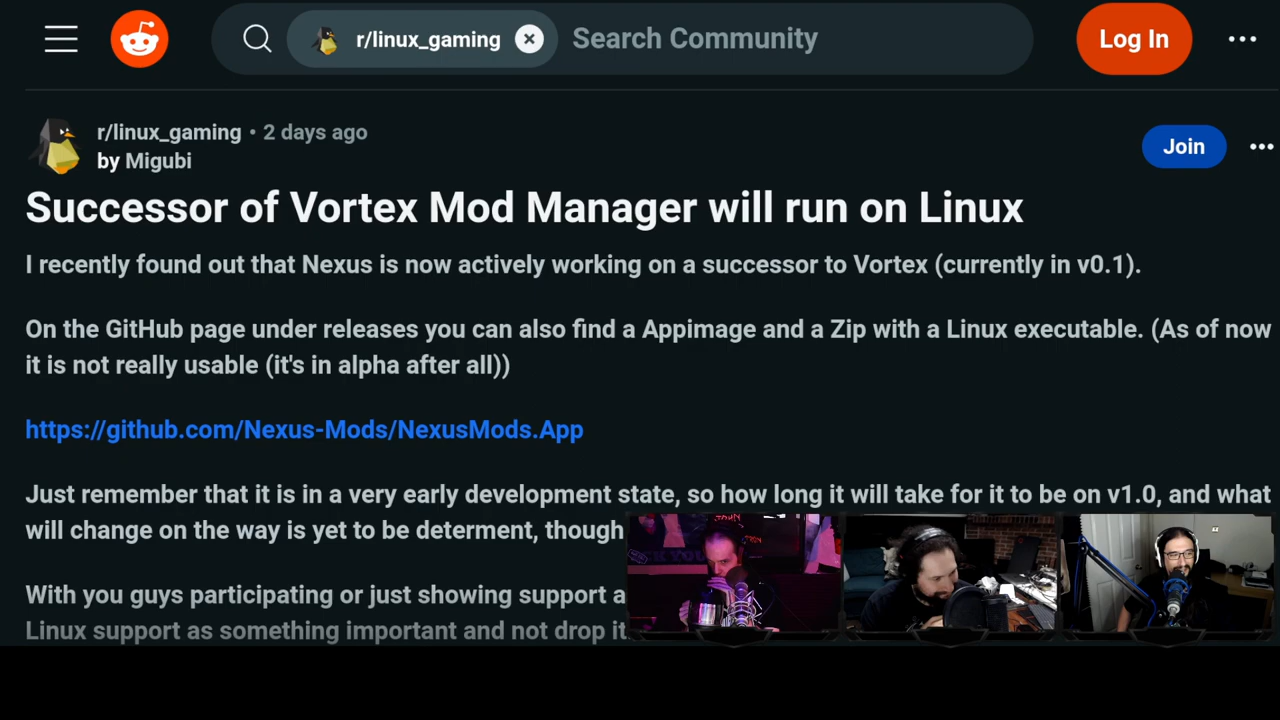 r/linux_gaming
Search Community
Log In
r/linux_gaming • 2 days ago
by Migubi
Join
Successor of Vortex Mod Manager will run on Linux
I recently found out that Nexus is now actively working on a successor to Vortex (currently in v0.1).
On the GitHub page under releases you can also find a Appimage and a Zip with a Linux executable. (As of now
it is not really usable (it's in alpha after all))
https://github.com/Nexus-Mods/NexusMods.App
Just remember that it is in a very early development state, so how long it will take for it to be on v1.0, and what
will change on the way is yet to be determent, though
With you guys participating or just showing support a
Linux support as something important and not drop it.